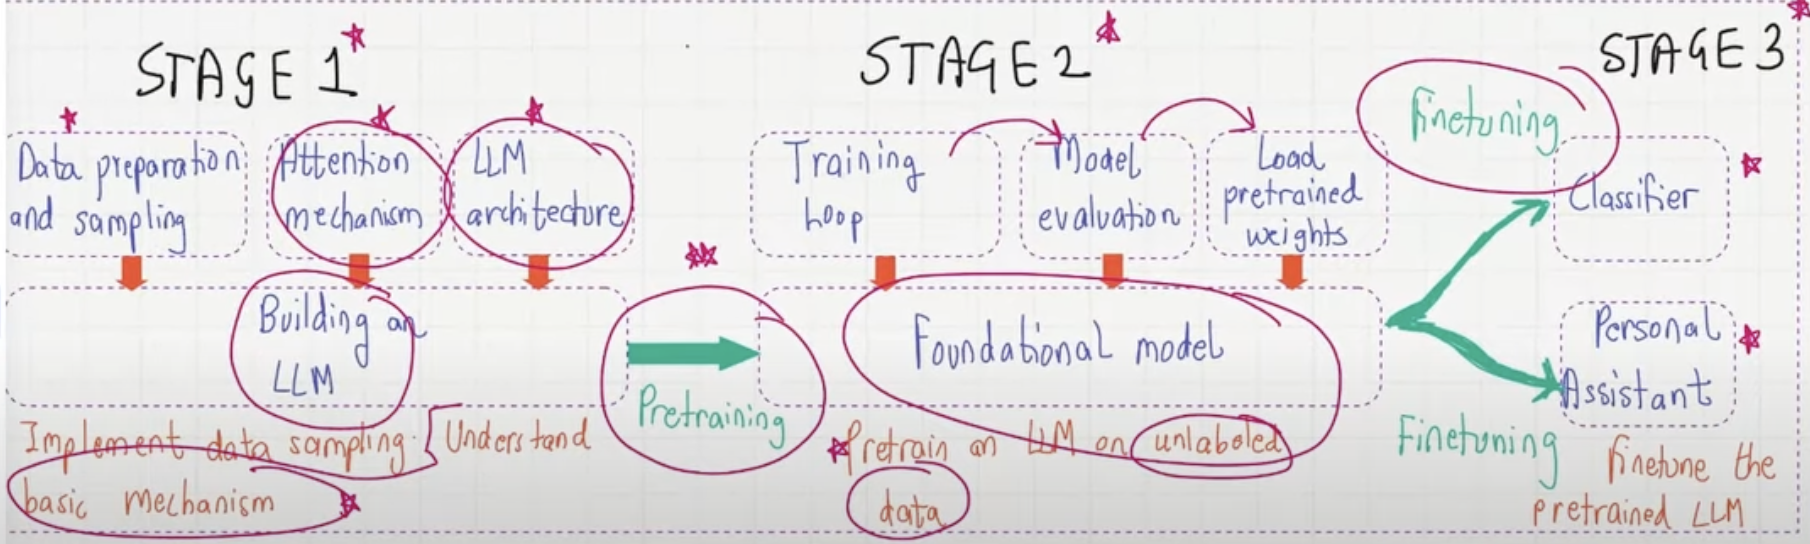 STAGE 1
STAGE 2
STAGE 3
Data preparation
and sampling
Attention
mechanism
LLM
architecture
Building an
LLM
Implement data sampling. Understand
basic mechanism
Pretraining
Training
Loop
Model
evaluation
Load
pretrained
weights
Foundational model
Pretrain an LLM on unlabeled
data
Finetuning
Classifier
Personal
Assistant
Finetuning
finetune the
pretrained LLM